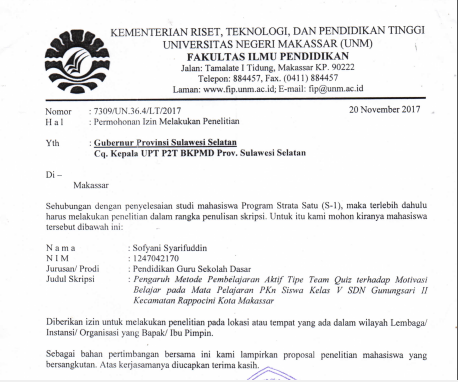 KEMENTERIAN RISET, TEKNOLOGI, DAN PENDIDIKAN TINGGI
UNIVERSITAS NEGERI MAKASSAR (UNM)
FAKULTAS ILMU PENDIDIKAN
Jalan: Tamalate I Tidung, Makassar KP. 90222
Telepon: 884457, Fax. (0411) 884457
Laman: www.fip.unm.ac.id; E-mail: fip@unm.ac.id
Nomor : 7309/UN.36.4/LT/2017 20 November 2017
H a l : Permohonan Izin Melakukan Penelitian
Yth : Gubernur Provinsi Sulawesi Selatan
Cq. Kepala UPT P2T BKPMD Prov. Sulawesi Selatan
Di –
Makassar
Sehubungan dengan penyelesaian studi mahasiswa Program Strata Satu (S-1), maka terlebih dahulu
harus melakukan penelitian dalam rangka penulisan skripsi. Untuk itu kami mohon kiranya mahasiswa
tersebut dibawah ini:
N a m a : Sofyani Syarifuddin
N I M : 1247042170
Jurusan/ Prodi : Pendidikan Guru Sekolah Dasar
Judul Skripsi : Pengaruh Metode Pembelajaran Aktif Tipe Team Quiz terhadap Motivasi
Belajar pada Mata Pelajaran PKn Siswa Kelas V SDN Gunungsari II
Kecamatan Rappocini Kota Makassar
Diberikan izin untuk melakukan penelitian pada lokasi atau tempat yang ada dalam wilayah Lembaga/
Instansi/ Organisasi yang Bapak/ Ibu Pimpin.
Sebagai bahan pertimbangan bersama ini kami lampirkan proposal penelitian mahasiswa yang
bersangkutan. Atas kerjasamanya diucapkan terima kasih.